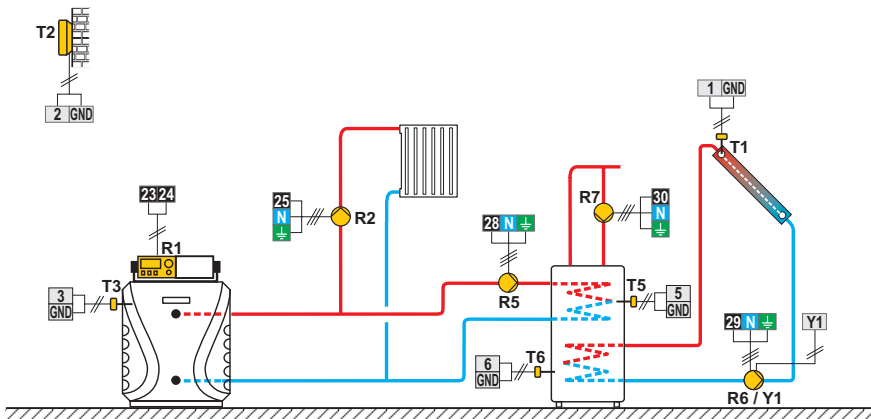 T2
2 GND
1 GND
T1
23 24
R1
25
N
R2
28 N
R5
R7
30
N
T3
3
GND
T5
5
GND
T6
6
GND
29 N
Y1
R6 / Y1